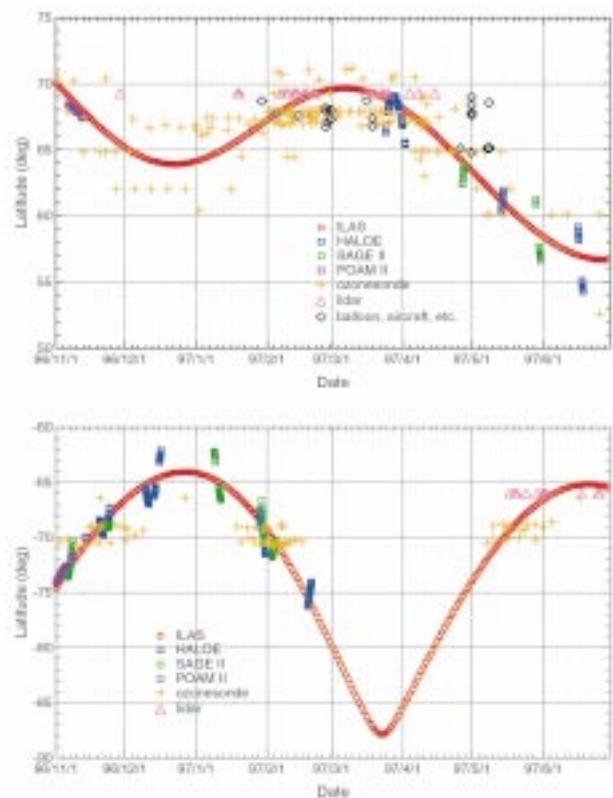 75
70
65
60
55
50
Latitude (deg)
ILAS
HALOE
SAGE II
POAM II
ozonesonde
lidar
balloon, aircraft, etc.
96/11/1 96/12/1 97/1/1 97/2/1 97/3/1 97/4/1 97/5/1 97/6/1
Date
-60
-65
-70
-75
-80
-85
-90
Latitude (deg)
ILAS
HALOE
SAGE II
POAM II
ozonesonde
lidar
96/11/1 96/12/1 97/1/1 97/2/1 97/3/1 97/4/1 97/5/1 97/6/1
Date